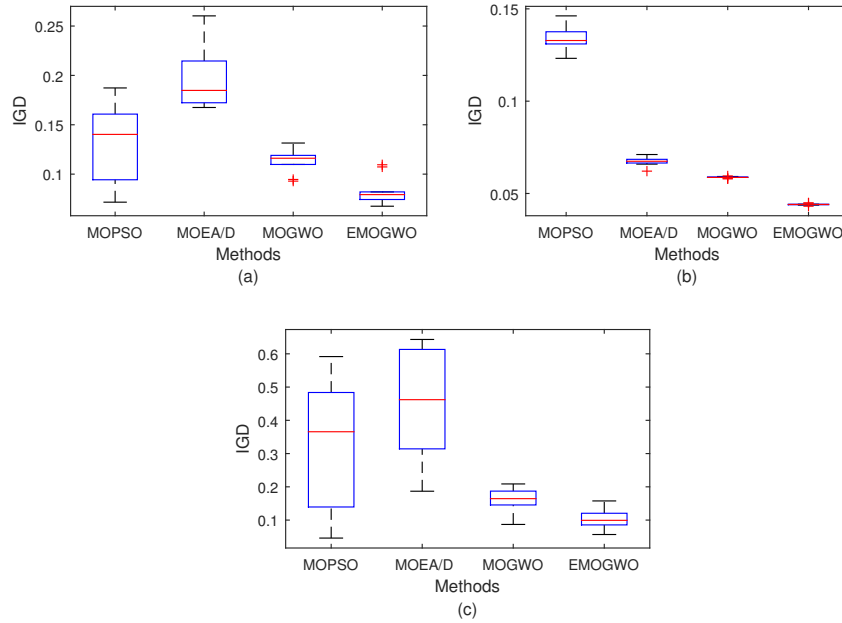 0.25
0.2
0.15
0.1
IGD
MOPSO MOEA/D MOGWO EMOGWO
Methods
(a)
0.15
0.1
0.05
IGD
MOPSO MOEA/D MOGWO EMOGWO
Methods
(b)
0.6
0.5
0.4
0.3
0.2
0.1
IGD
MOPSO MOEA/D MOGWO EMOGWO
Methods
(c)